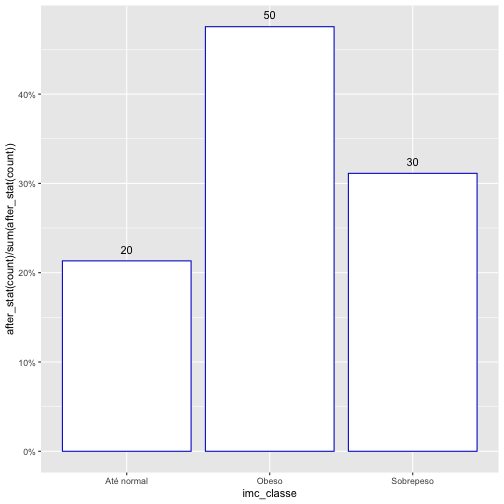 50
30
20
40%
30%
20%
10%
0%
after_stat(count)/sum(after_stat(count))
Até normal
Obeso
Sobrepeso
imc_classe